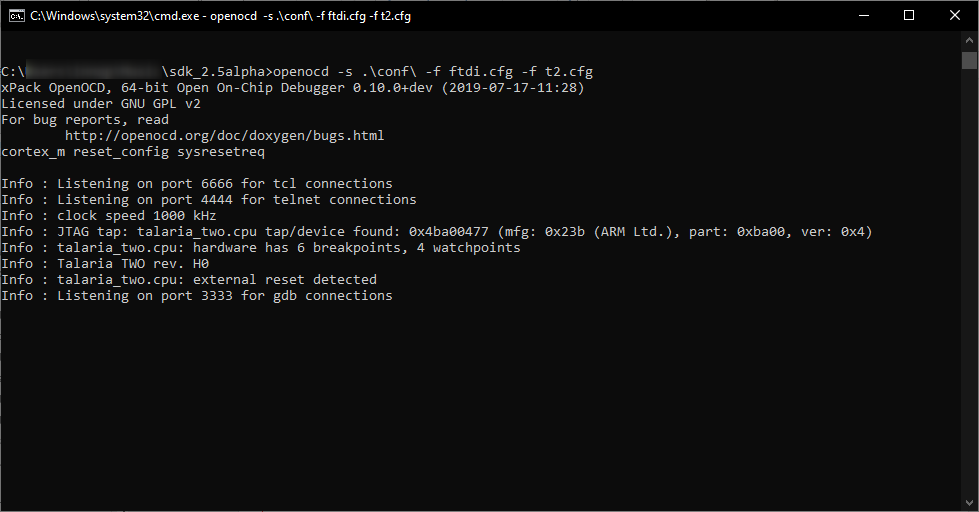 C:\Windows\system32\cmd.exe - openocd -s .\conf\ -f ftdi.cfg -f t2.cfg
C:\ \sdk_2.5alpha>openocd -s .\conf\ -f ftdi.cfg -f t2.cfg
xPack OpenOCD, 64-bit Open On-Chip Debugger 0.10.0+dev (2019-07-17-11:28)
Licensed under GNU GPL v2
For bug reports, read
http://openocd.org/doc/doxygen/bugs.html
cortex_m reset_config sysresetreq
Info : Listening on port 6666 for tcl connections
Info : Listening on port 4444 for telnet connections
Info : clock speed 1000 kHz
Info : JTAG tap: talaria_two.cpu tap/device found: 0x4ba00477 (mfg: 0x23b (ARM Ltd.), part: 0xba00, ver: 0x4)
Info : talaria_two.cpu: hardware has 6 breakpoints, 4 watchpoints
Info : Talaria TWO rev. H0
Info : talaria_two.cpu: external reset detected
Info : Listening on port 3333 for gdb connections